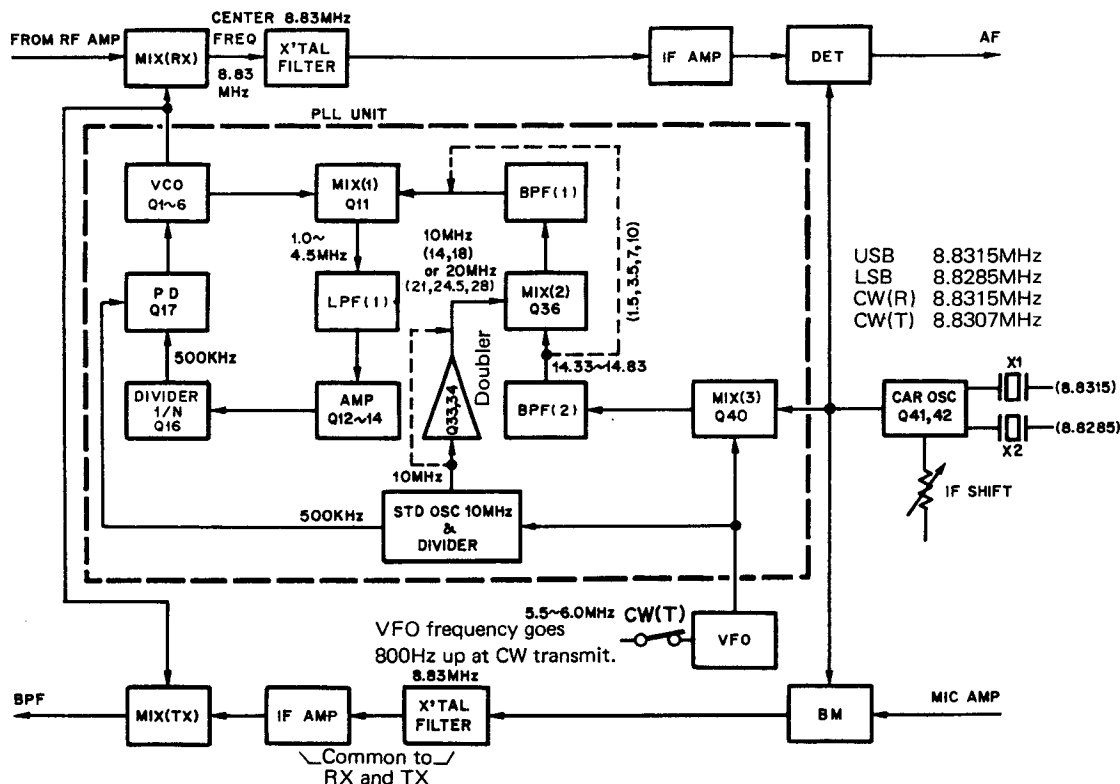 FROM RF AMP
MIX(RX)
CENTER 8.83MHz
FREQ
8.83
MHz
X'TAL
FILTER
IF AMP
DET
AF
PLL UNIT
VCO
Q1~6
MIX(1)
Q11
BPF(1)
1.0~
4.5MHz
10MHz
(14,18)
or 20MHz
(21,24.5,28)
(1.5,3.5,7,10)
USB 8.8315MHz
LSB 8.8285MHz
CW(R) 8.8315MHz
CW(T) 8.8307MHz
PD
Q17
LPF(1)
MIX(2)
Q36
500KHz
Doubler
Q33,34
14.33~14.83
DIVIDER
1/N
Q16
AMP
Q12~14
BPF(2)
MIX(3)
Q40
CAR OSC
Q41,42
X1
(8.8315)
(8.8285)
X2
IF SHIFT
10MHz
500KHz
STD OSC 10MHz
&
DIVIDER
5.5~6.0MHz
CW(T)
VFO
VFO frequency goes
800Hz up at CW transmit.
8.83MHz
BPF
MIX(TX)
IF AMP
X'TAL
FILTER
BM
MIC AMP
Common to
RX and TX